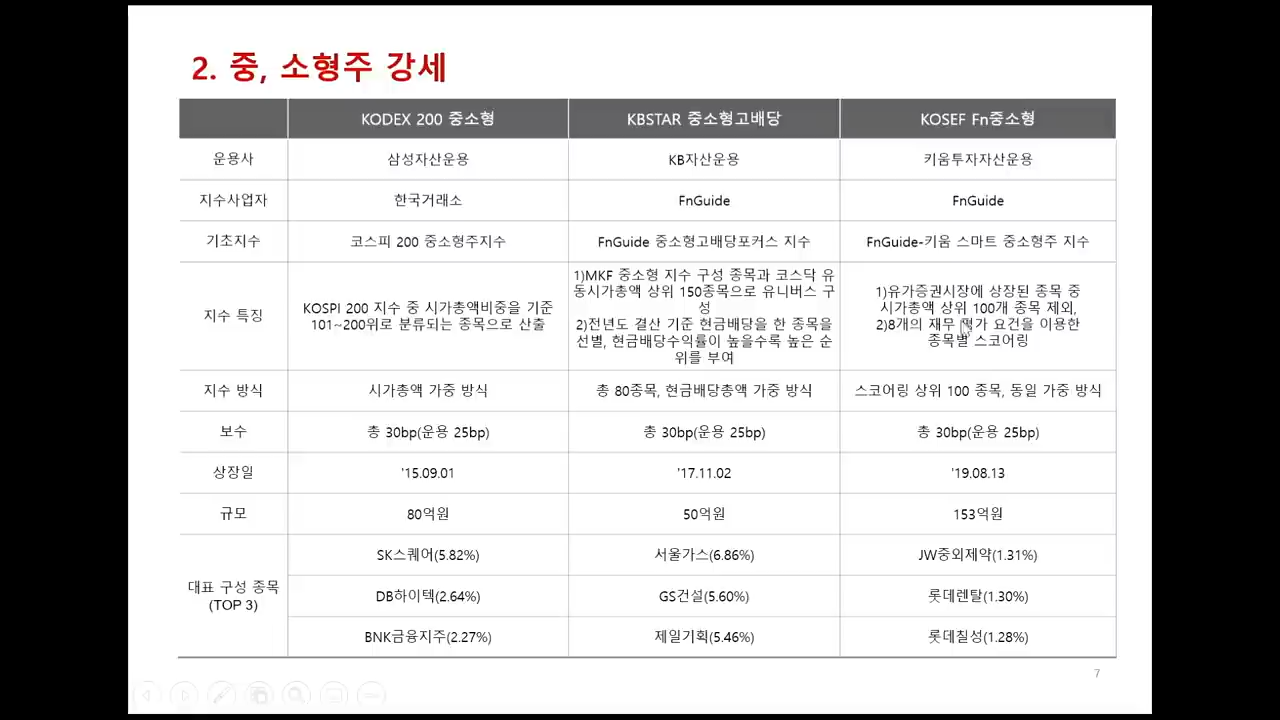 2. 중, 소형주 강세
KODEX 200 중소형
KBSTAR 중소형고배당
KOSEF Fn중소형
운용사
삼성자산운용
KB자산운용
키움투자자산운용
지수사업자
한국거래소
FnGuide
FnGuide
기초지수
코스피 200 중소형주지수
FnGuide 중소형고배당포커스 지수
FnGuide-키움 스마트 중소형주 지수
지수 특징
KOSPI 200 지수 중 시가총액비중을 기준
101~200위로 분류되는 종목으로 산출
1)MKF 중소형 지수 구성 종목과 코스닥 유
동시가총액 상위 150종목으로 유니버스 구
성
2)전년도 결산 기준 현금배당을 한 종목을
선별, 현금배당수익률이 높을수록 높은 순
위를 부여
1)유가증권시장에 상장된 종목 중
시가총액 상위 100개 종목 제외,
2)8개의 재무 평가 요건을 이용한
종목별 스코어링
지수 방식
시가총액 가중 방식
총 80종목, 현금배당총액 가중 방식
스코어링 상위 100 종목, 동일 가중 방식
보수
총 30bp(운용 25bp)
총 30bp(운용 25bp)
총 30bp(운용 25bp)
상장일
'15.09.01
'17.11.02
'19.08.13
규모
80억원
50억원
153억원
대표 구성 종목
(TOP 3)
SK스퀘어(5.82%)
서울가스(6.86%)
JW중외제약(1.31%)
DB하이텍(2.64%)
GS건설(5.60%)
롯데렌탈(1.30%)
BNK금융지주(2.27%)
제일기획(5.46%)
롯데칠성(1.28%)
7